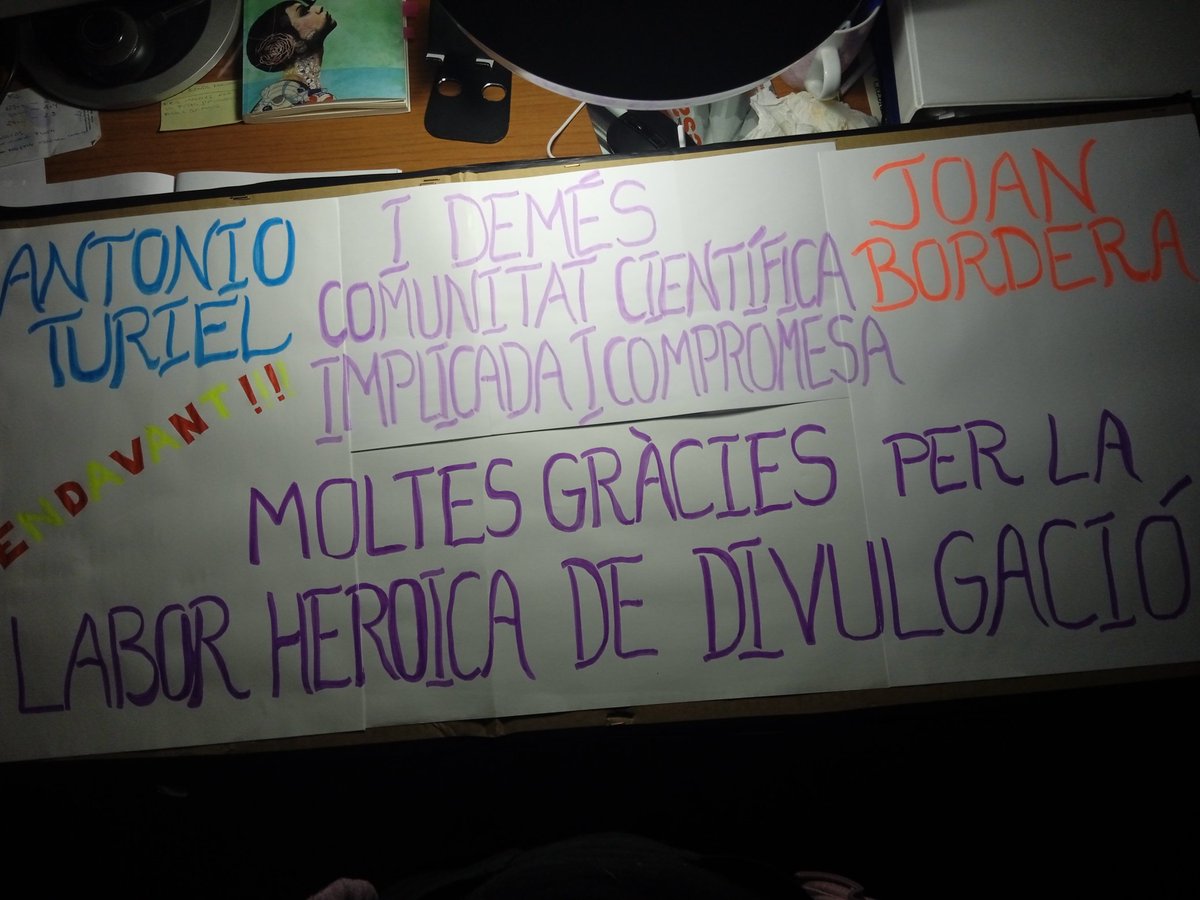 ANTONIO
TURIEL
I DEMÉS
COMUNITAT CIENTÍFICA
IMPLICADA I COMPROMESA
JOAN
BORDERA
ENDAVANT!!!!
MOLTES GRÀCIES PER LA
LABOR HEROICA DE DIVULGACIÓ